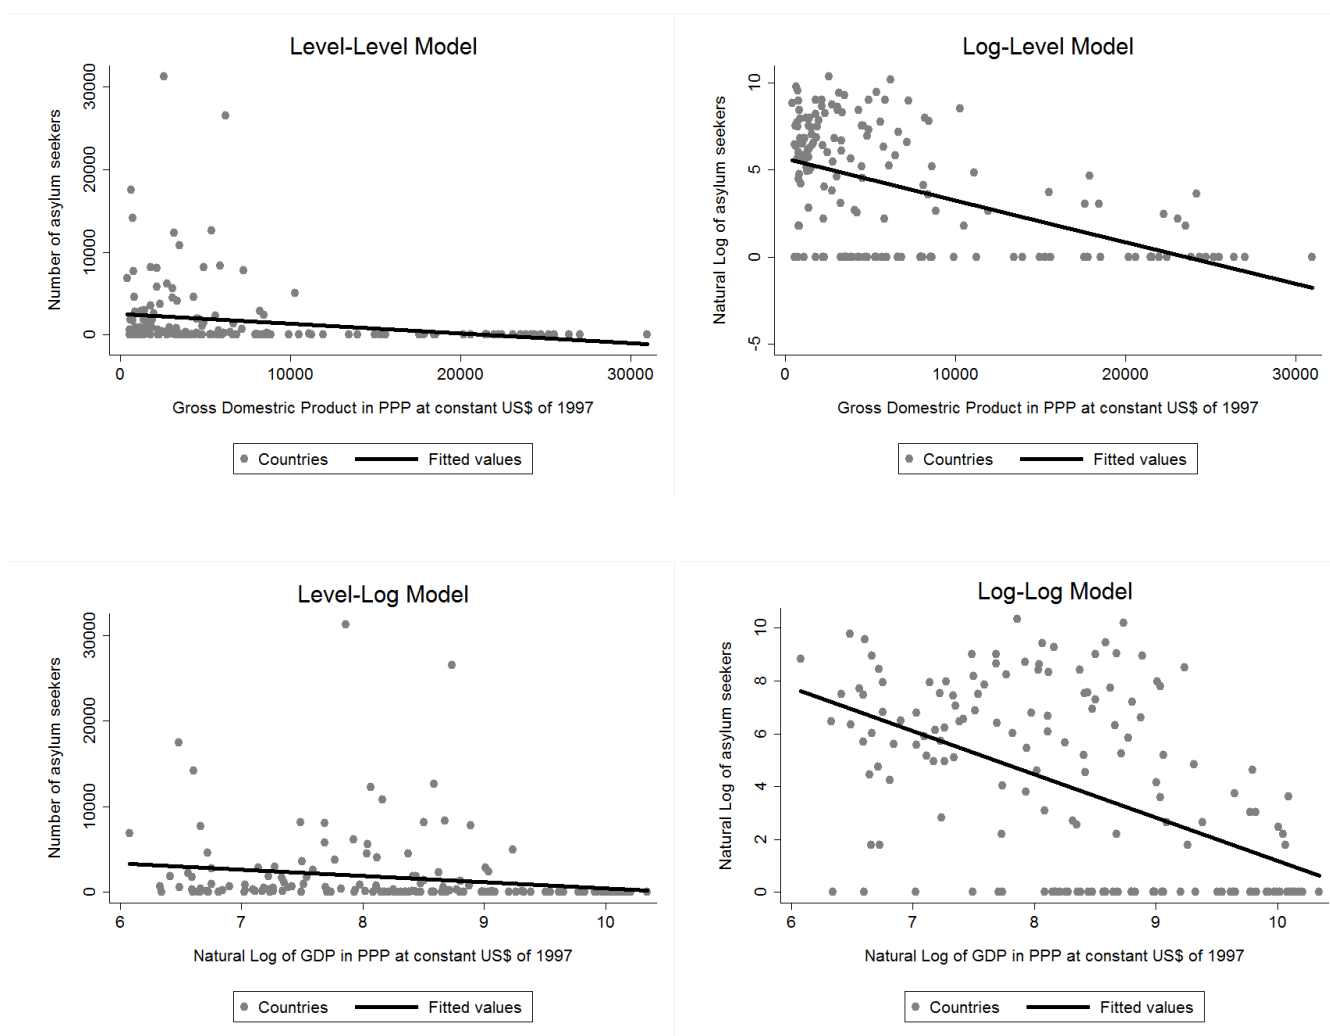 Level-Level Model
Number of asylum seekers
30000
20000
10000
0
0 10000 20000 30000
Gross Domestric Product in PPP at constant US$ of 1997
Countries Fitted values
Log-Level Model
Natural Log of asylum seekers
10
5
0
-5
0 10000 20000 30000
Gross Domestric Product in PPP at constant US$ of 1997
Countries Fitted values
Level-Log Model
Number of asylum seekers
30000
20000
10000
0
6 7 8 9 10
Natural Log of GDP in PPP at constant US$ of 1997
Countries Fitted values
Log-Log Model
Natural Log of asylum seekers
10
8
6
4
2
0
6 7 8 9 10
Natural Log of GDP in PPP at constant US$ of 1997
Countries Fitted values